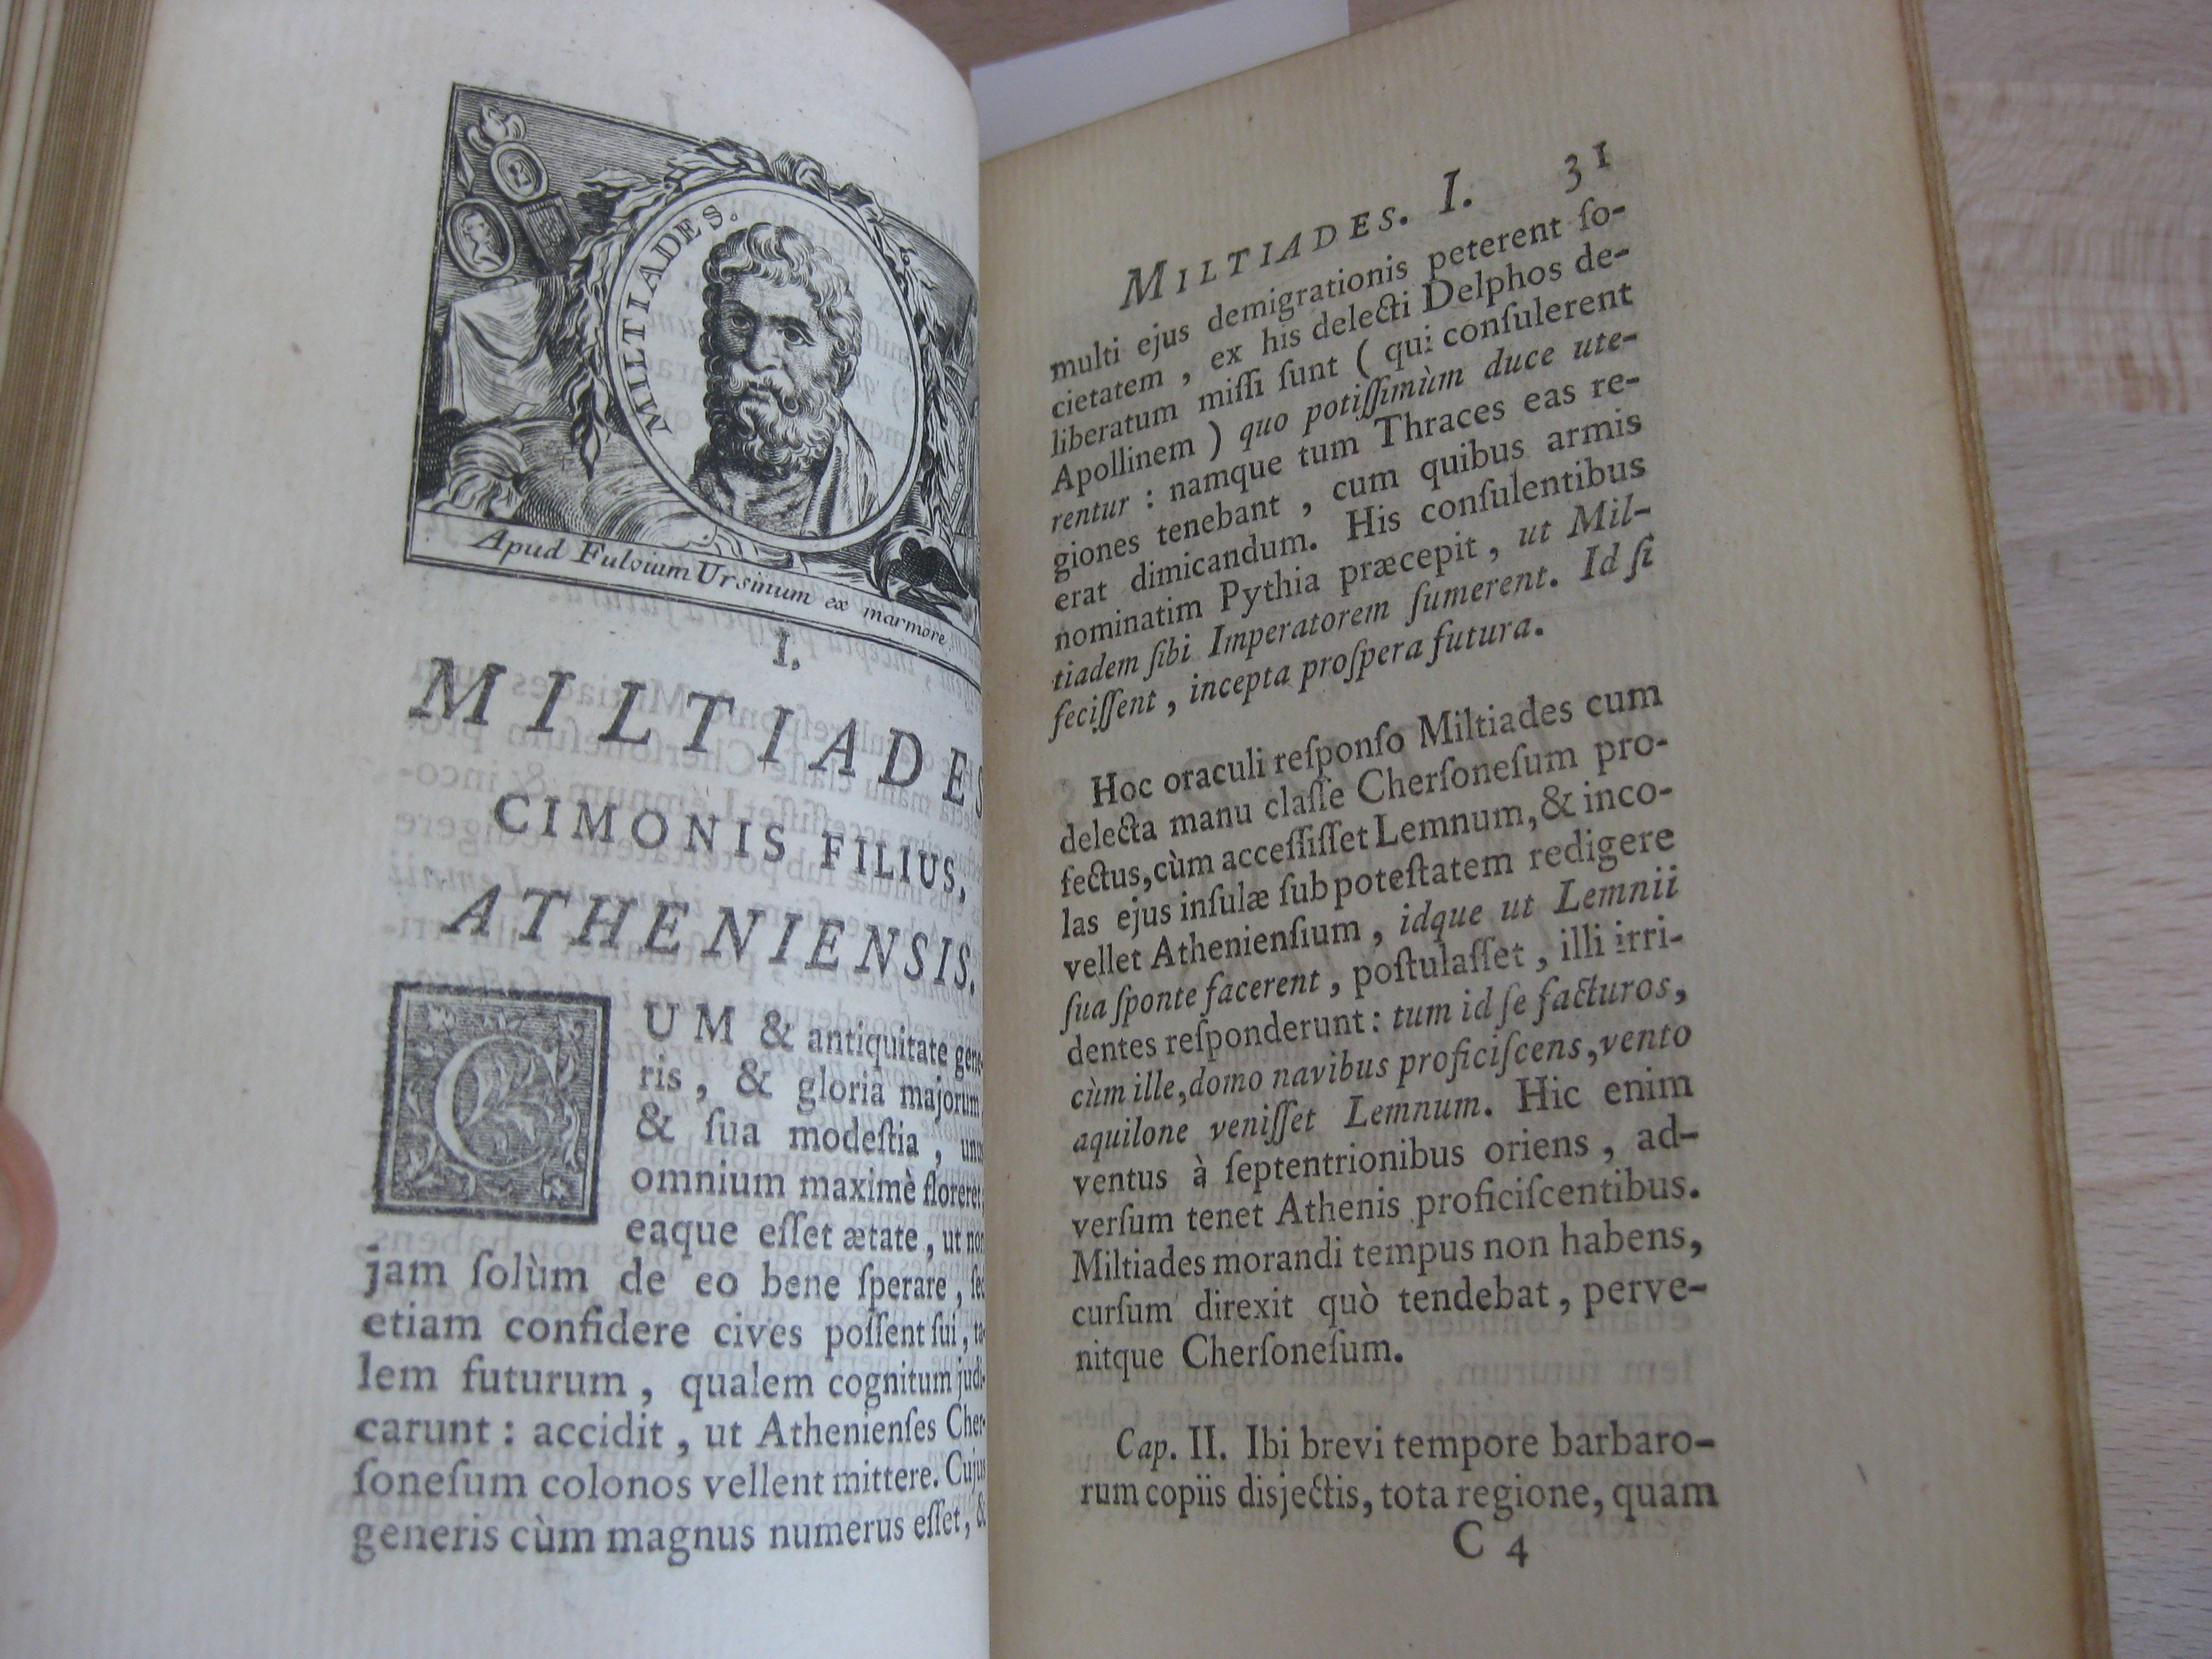 MILTIADES.
Apud Fulvium Ursinum ex marmore.
I.
MILTIADES
CIMONIS FILIUS,
ATHENIENSIS.
CUM & antiquitate gene-
ris, & gloria majorum,
& ſua modeſtia, unus
omnium maximè floreret,
eaque eſſet ætate, ut non
jam ſolùm de eo bene ſperare, ſed
etiam confidere cives poſſent ſui, ta-
lem futurum, qualem cognitum judi-
carunt: accidit, ut Athenienſes Cher-
ſoneſum colonos vellent mittere. Cujus
generis cùm magnus numerus eſſet, &
MILTIADES. I. 31
multi ejus demigrationis peterent ſo-
cietatem, ex his delecti Delphos de-
liberatum miſſi ſunt (qui conſulerent
Apollinem) quo potiſſimùm duce ute-
rentur: namque tum Thraces eas re-
giones tenebant, cum quibus armis
erat dimicandum. His conſulentibus
nominatim Pythia præcepit, ut Mil-
tiadem ſibi Imperatorem ſumerent. Id ſi
feciſſent, incepta proſpera futura.
Hoc oraculi reſponſo Miltiades cum
delecta manu claſſe Cherſoneſum pro-
fectus, cùm acceſſiſſet Lemnum, & inco-
las ejus inſulæ ſub poteſtatem redigere
vellet Athenienſium, idque ut Lemnii
ſua ſponte facerent, poſtulaſſet, illi irri-
dentes reſponderunt: tum id ſe facturos,
cùm ille, domo navibus proficiſcens, vento
aquilone veniſſet Lemnum. Hic enim
ventus à ſeptentrionibus oriens, ad-
verſum tenet Athenis proficiſcentibus.
Miltiades morandi tempus non habens,
curſum direxit quò tendebat, perve-
nitque Cherſoneſum.
Cap. II. Ibi brevi tempore barbaro-
rum copiis disjectis, tota regione, quam
C 4